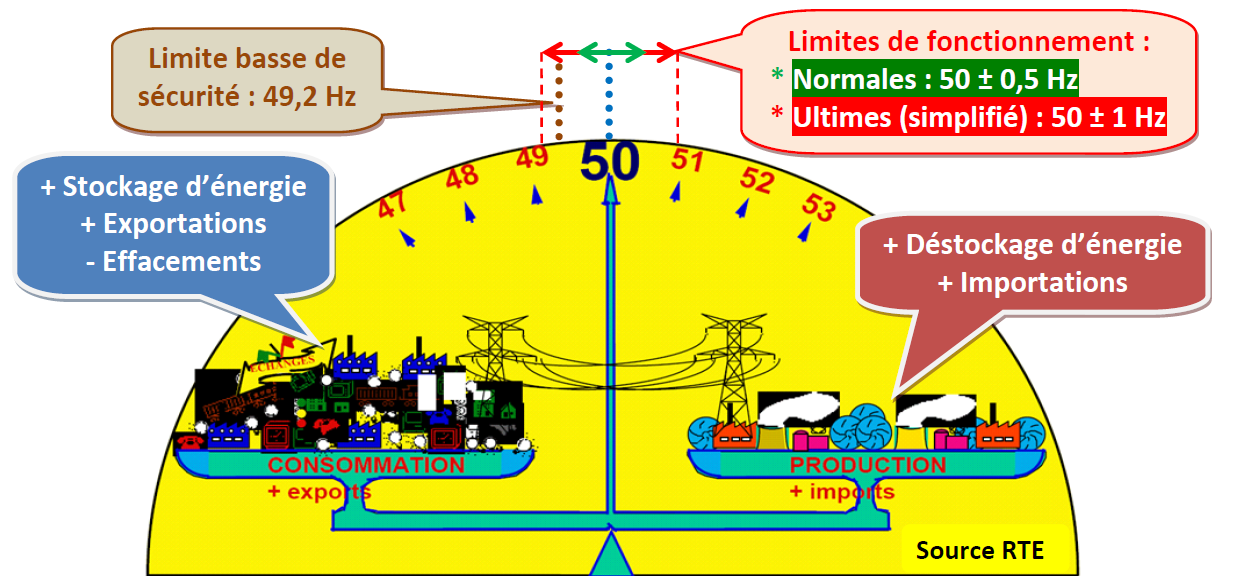 Limite basse de
sécurité : 49,2 Hz
Limites de fonctionnement :
* Normales : 50 ± 0,5 Hz
* Ultimes (simplifié) : 50 ± 1 Hz
47 48 49 50 51 52 53
+ Stockage d’énergie
+ Exportations
- Effacements
+ Déstockage d’énergie
+ Importations
ECHANGES
CONSOMMATION
+ exports
PRODUCTION
+ imports
Source RTE